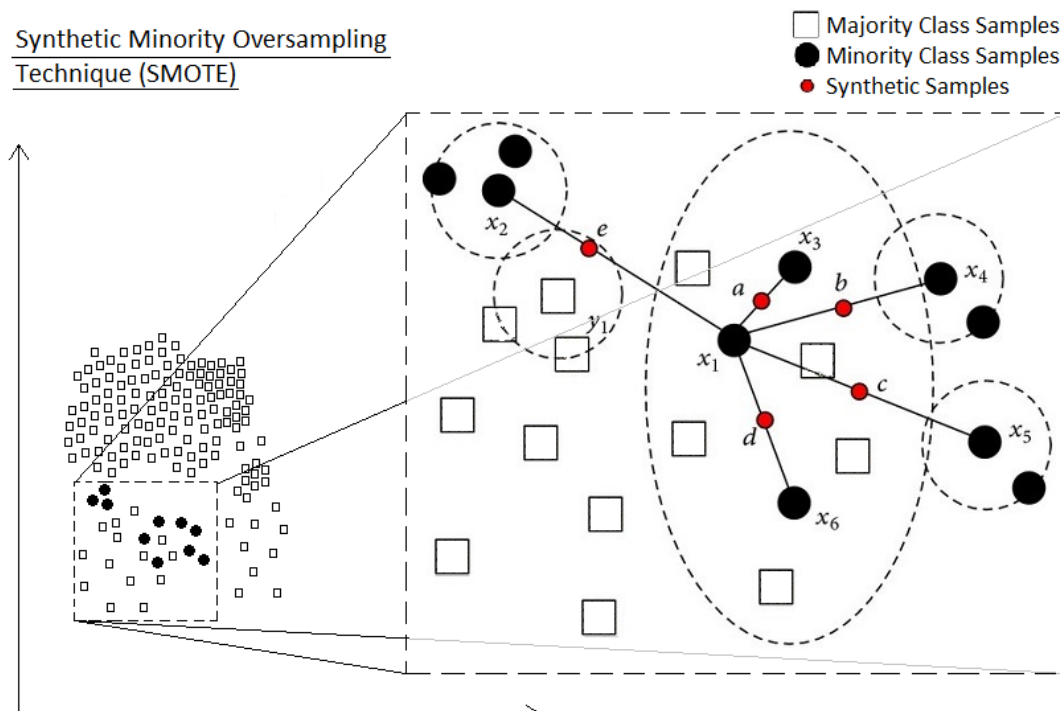 Synthetic Minority Oversampling
Technique (SMOTE)
Majority Class Samples
Minority Class Samples
Synthetic Samples
x2
e
x3
a
b
x4
y1
x1
c
d
x5
x6